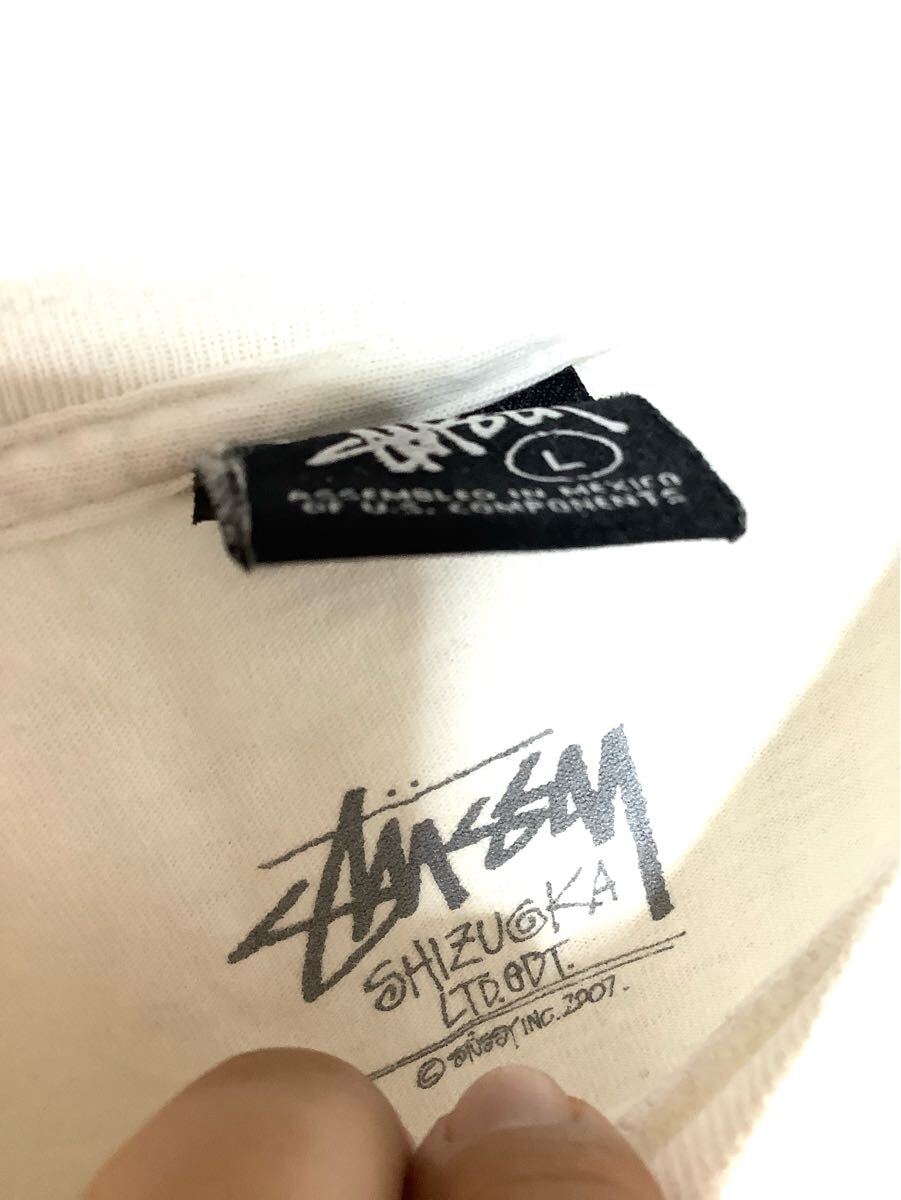 Stüssy L
ASSEMBLED IN MEXICO
OF U.S. COMPONENTS
Stüssy
SHIZUOKA
LTD.EDT.
© Stüssy INC. 2007.